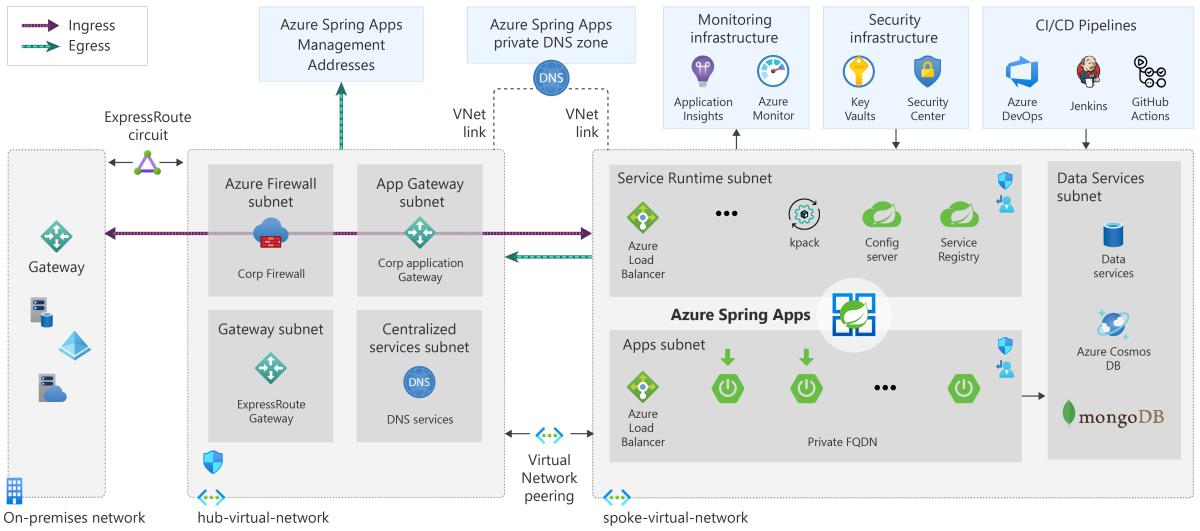 Ingress
Egress
Azure Spring Apps
Management
Addresses
Azure Spring Apps
private DNS zone
DNS
Monitoring
infrastructure
Application
Insights
Azure
Monitor
Security
infrastructure
Key
Vaults
Security
Center
CI/CD Pipelines
Azure
DevOps
Jenkins
GitHub
Actions
ExpressRoute
circuit
VNet
link
VNet
link
Gateway
On-premises network
Azure Firewall
subnet
Corp Firewall
App Gateway
subnet
Corp application
Gateway
Gateway subnet
ExpressRoute
Gateway
Centralized
services subnet
DNS
DNS services
hub-virtual-network
Virtual
Network
peering
Service Runtime subnet
Azure
Load
Balancer
kpack
Config
server
Service
Registry
Azure Spring Apps
Apps subnet
Azure
Load
Balancer
Private FQDN
Data Services
subnet
Data
services
Azure Cosmos
DB
mongoDB
spoke-virtual-network